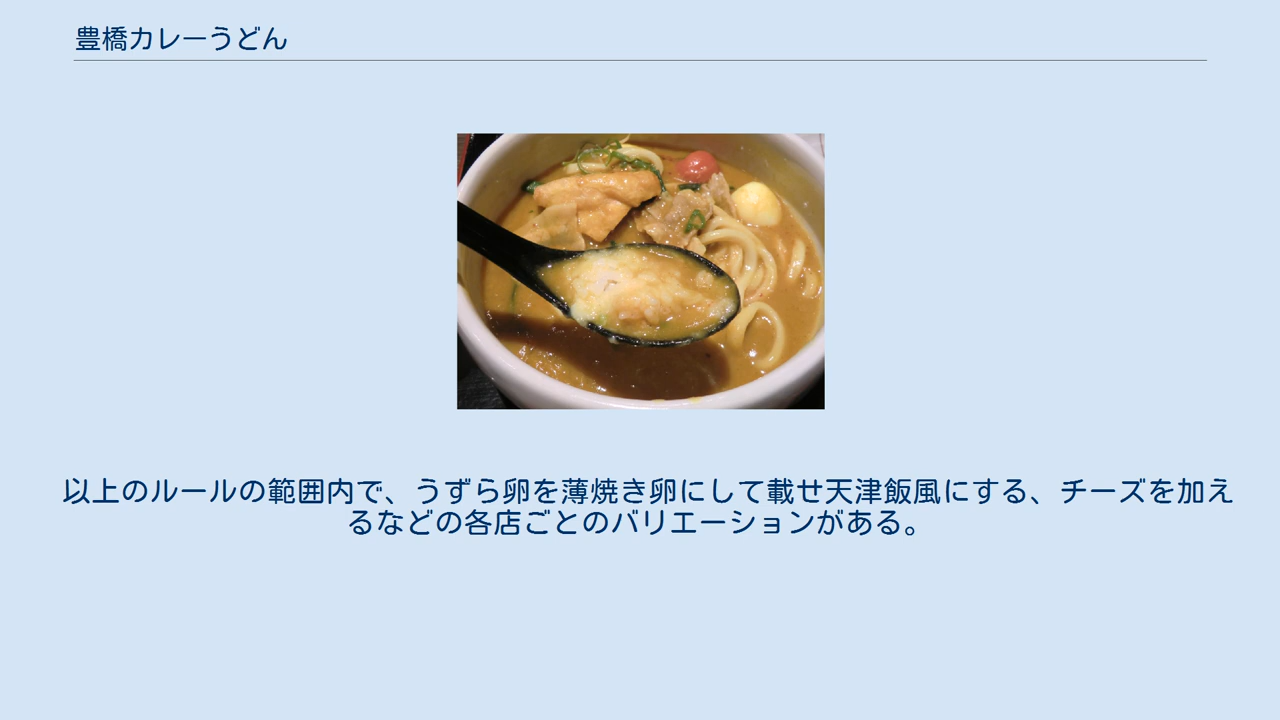 豊橋カレーうどん
以上のルールの範囲内で、うずら卵を薄焼き卵にして載せ天津飯風にする、チーズを加え
るなどの各店ごとのバリエーションがある。